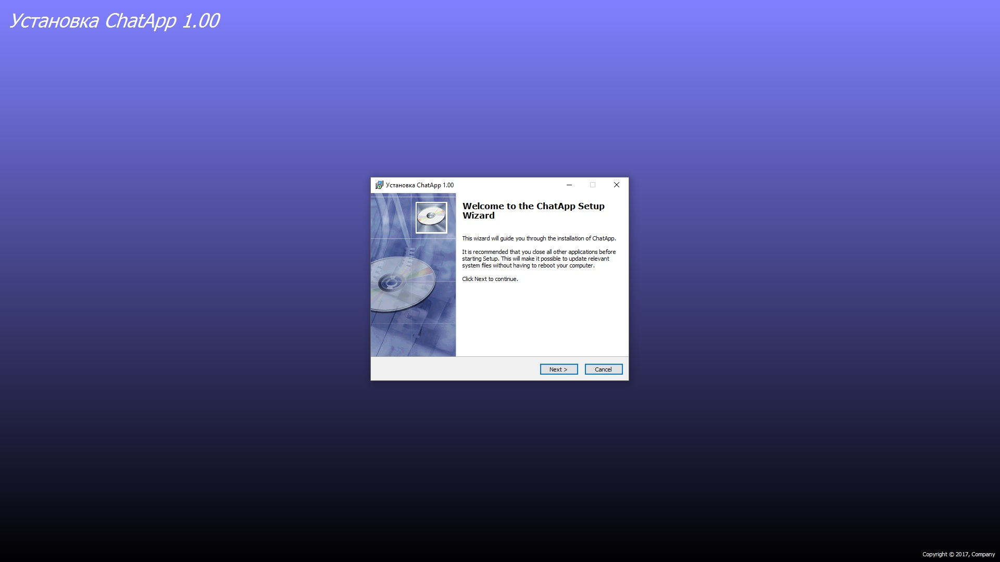 Установка ChatApp 1.00
Установка ChatApp 1.00
Welcome to the ChatApp Setup
Wizard
This wizard will guide you through the installation of ChatApp.
It is recommended that you close all other applications before
starting Setup. This will make it possible to update relevant
system files without having to reboot your computer.
Click Next to continue.
Next >
Cancel
Copyright © 2017, Company